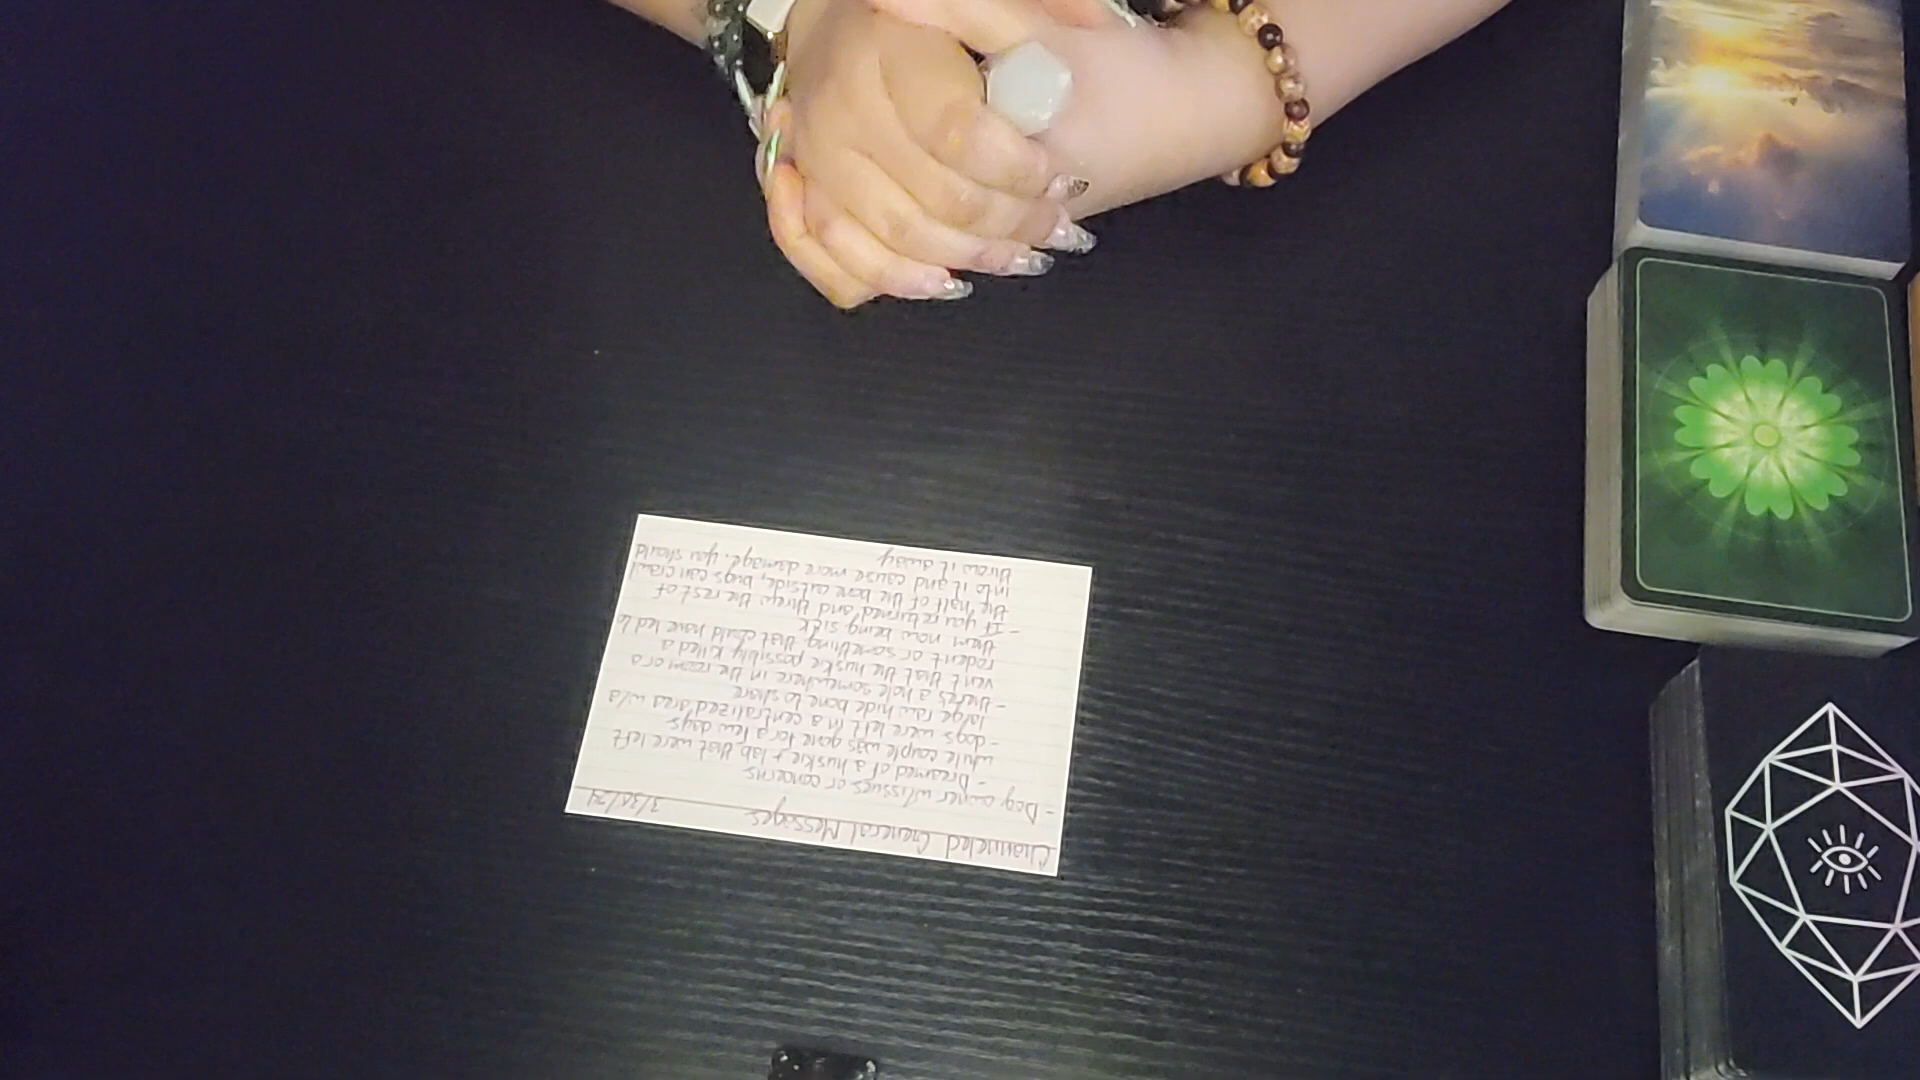 Channeled General Messages 3/30/24
- Dog owner w/issues or concerns
- Dreamed of a huskie + lab that were left
while couple was gone for a few days
- dogs were left in a centralized area w/a
large raw hide bone to share
- there's a hole somewhere in the room or a
vent that the huskie possibly killed a
rodent or something that could have led to
them now being sick
- If you returned and threw the rest of
the half of the bone outside, bugs can crawl
into it and cause more damage. you should
throw it away